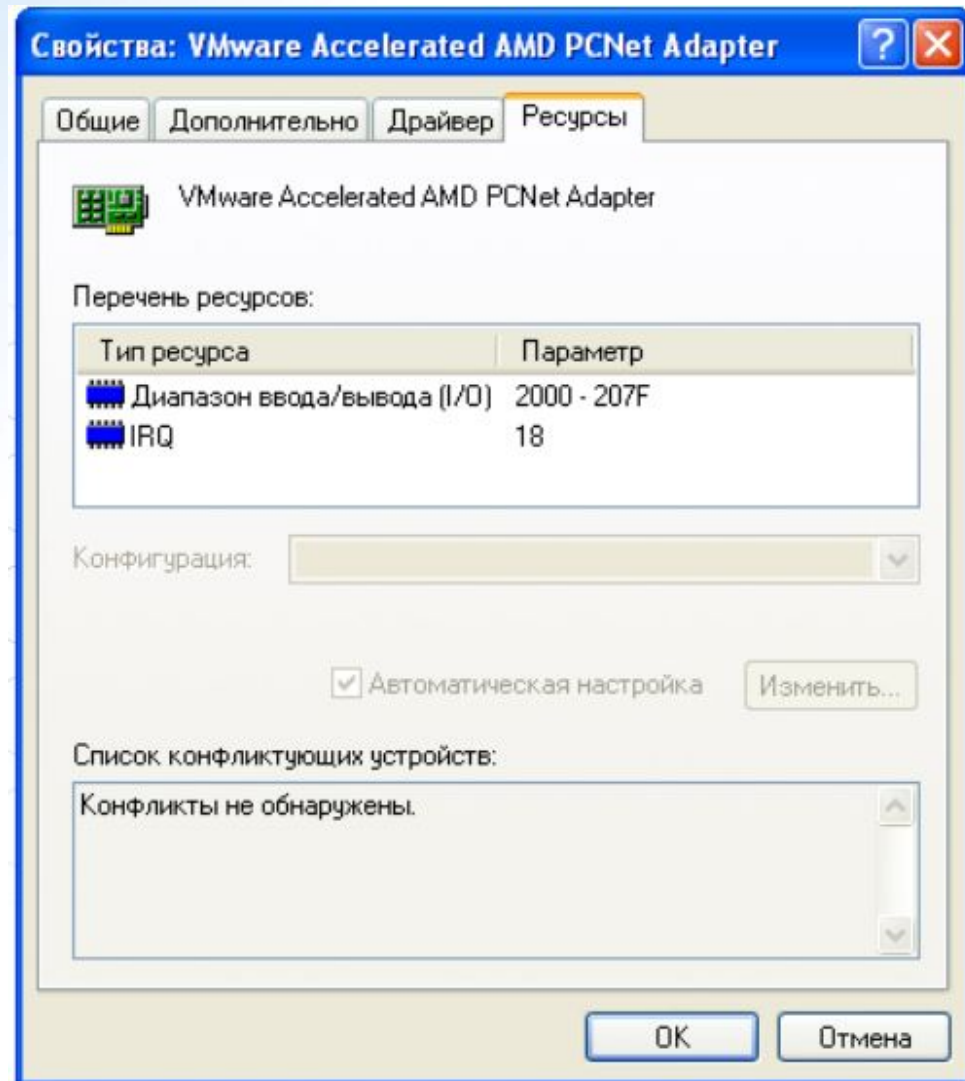 Свойства: VMware Accelerated AMD PCNet Adapter
Общие Дополнительно Драйвер Ресурсы
VMware Accelerated AMD PCNet Adapter
Перечень ресурсов:
Тип ресурса Параметр
Диапазон ввода/вывода (I/O) 2000 - 207F
IRQ 18
Конфигурация:
Автоматическая настройка Изменить...
Список конфликтующих устройств:
Конфликты не обнаружены.
OK Отмена